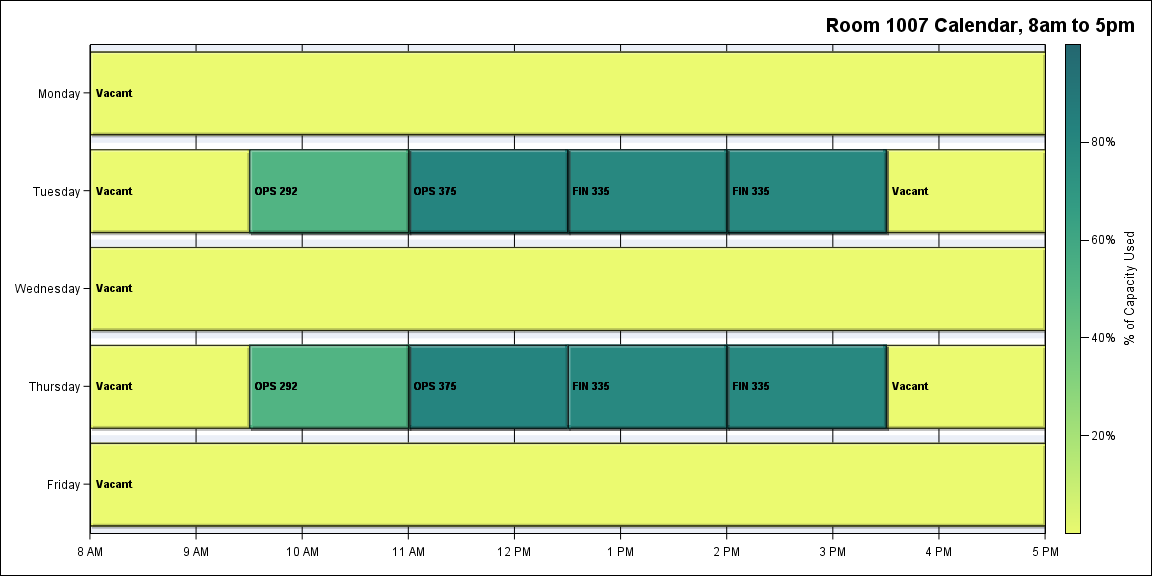 Room 1007 Calendar, 8am to 5pm
Monday
Vacant
80%
Tuesday
Vacant
OPS 292
OPS 375
FIN 335
FIN 335
Vacant
60%
% of Capacity Used
Wednesday
Vacant
40%
Thursday
Vacant
OPS 292
OPS 375
FIN 335
FIN 335
Vacant
20%
Friday
Vacant
8 AM 9 AM 10 AM 11 AM 12 PM 1 PM 2 PM 3 PM 4 PM 5 PM